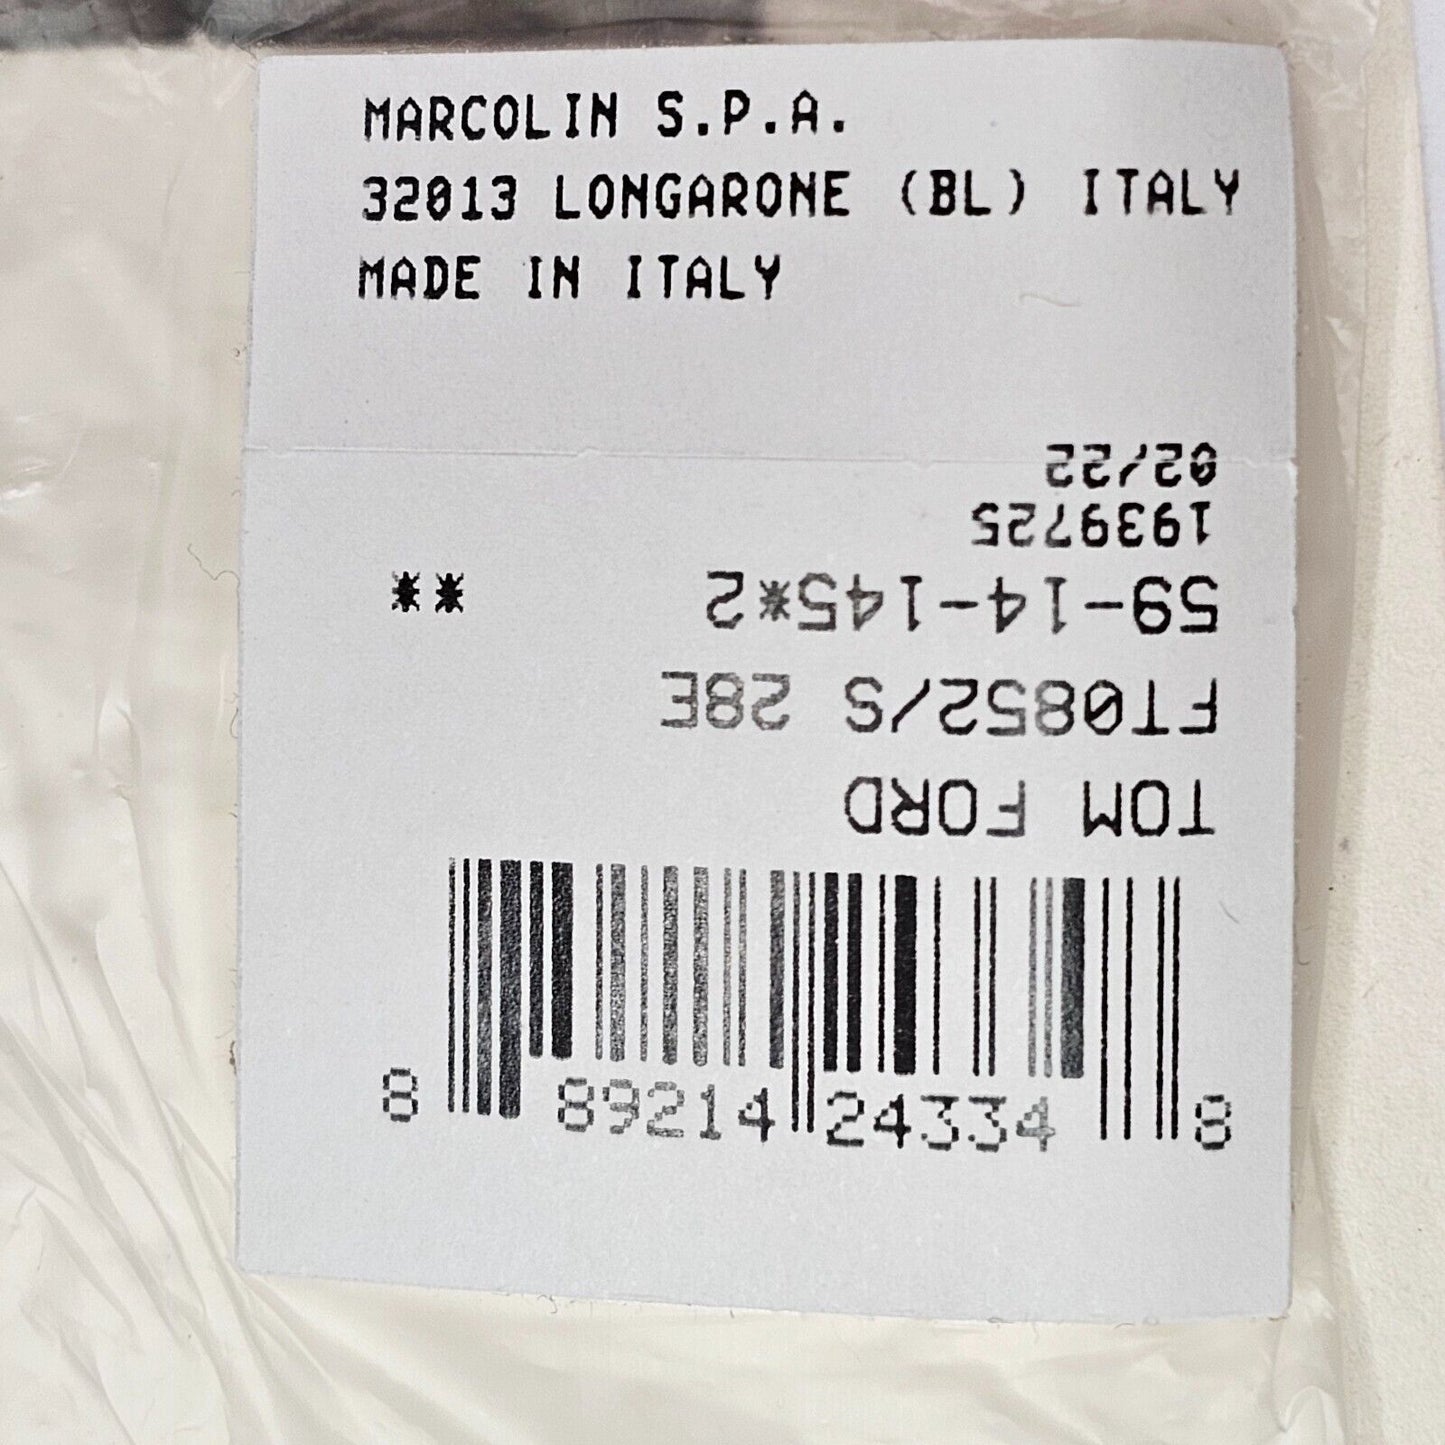 MARCOLIN S.P.A.
32013 LONGARONE (BL) ITALY
MADE IN ITALY
TOM FORD
FT0852/S 28E
59-14-145*2
1939725
02/22
**
8 89214 24334 8